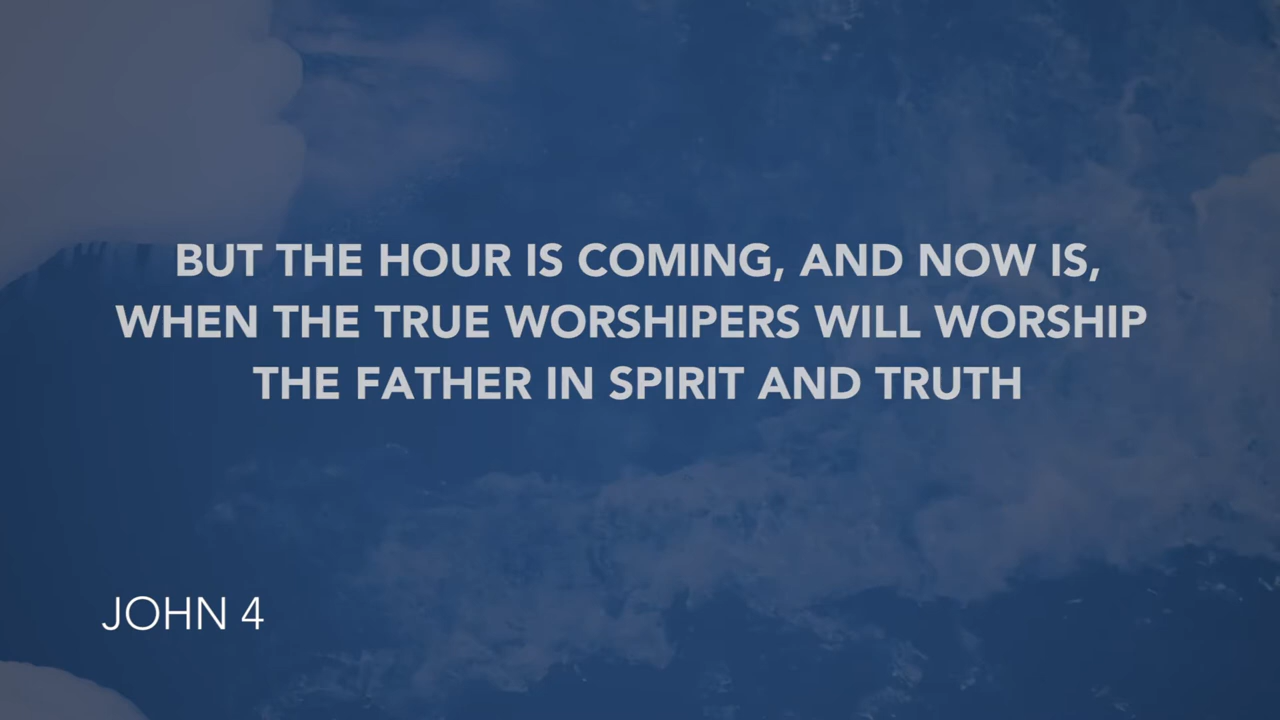 BUT THE HOUR IS COMING, AND NOW IS,
WHEN THE TRUE WORSHIPERS WILL WORSHIP
THE FATHER IN SPIRIT AND TRUTH
JOHN 4